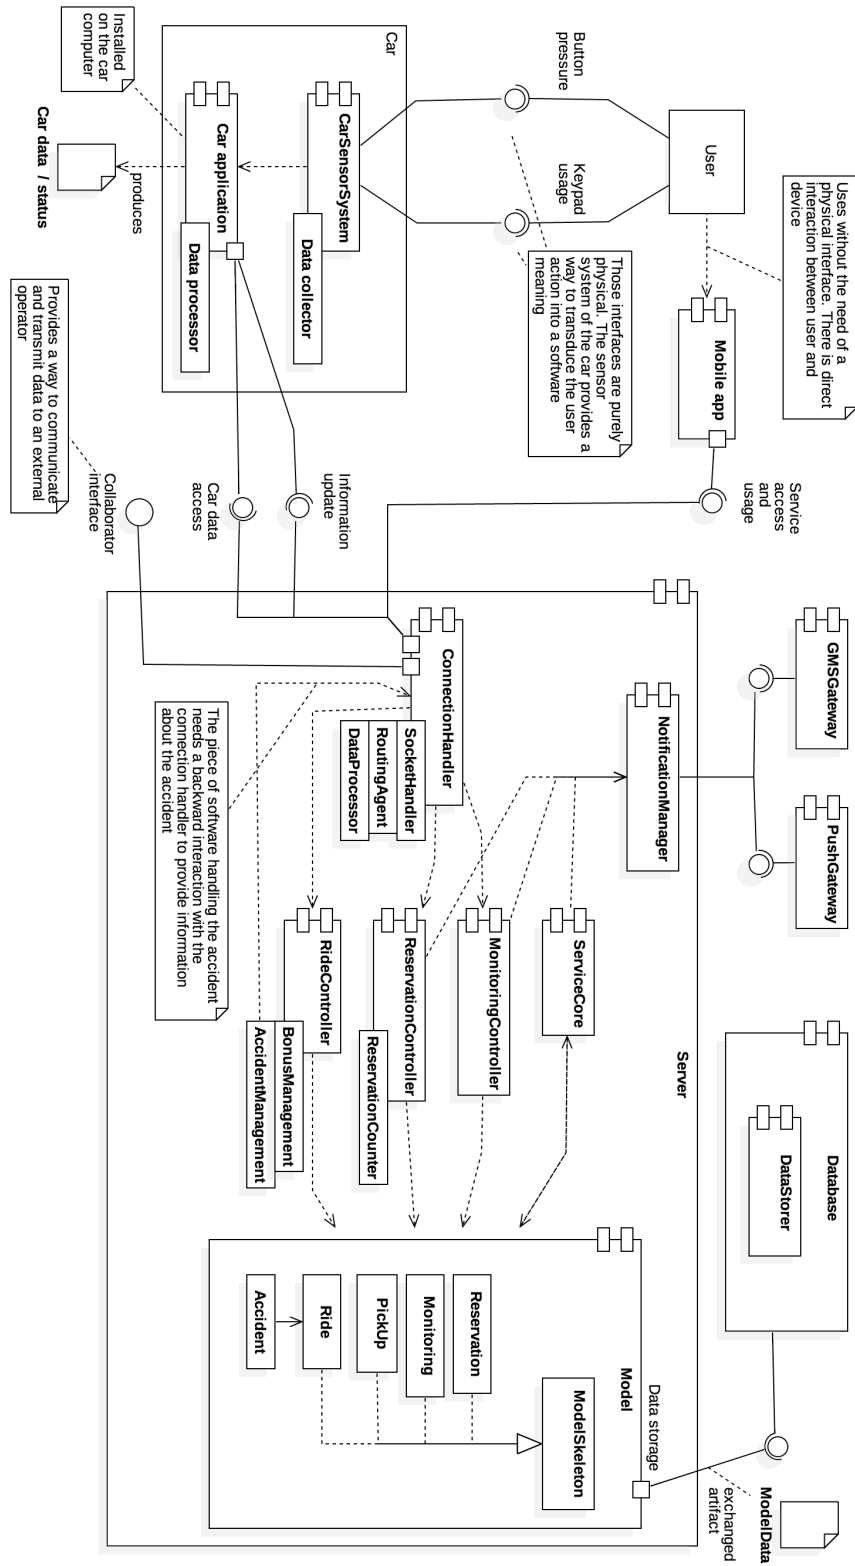 Uses without the need of a
physical interface. There is direct
interaction between user and
device
User
Mobile app
Button
pressure
Keypad
usage
Those interfaces are purely
physical. The sensor
system of the car provides a
way to transduce the user
action into a software
meaning
Service
access
and
usage
Car
CarSensorSystem
Data collector
Car application
Data processor
Installed
on the car
computer
produces
Car data / status
Information
update
Car data
access
Collaborator
interface
Provides a way to communicate
and transmit data to an external
operator
GMSGateway
PushGateway
Database
DataStorer
ModelData
exchanged
artifact
Server
NotificationManager
ConnectionHandler
SocketHandler
RoutingAgent
DataProcessor
ServiceCore
MonitoringController
ReservationController
ReservationCounter
RideController
BonusManagement
AccidentManagement
The piece of software handling the accident
needs a backward interaction with the
connection handler to provide information
about the accident
Data storage
Model
ModelSkeleton
Reservation
Monitoring
PickUp
Ride
Accident